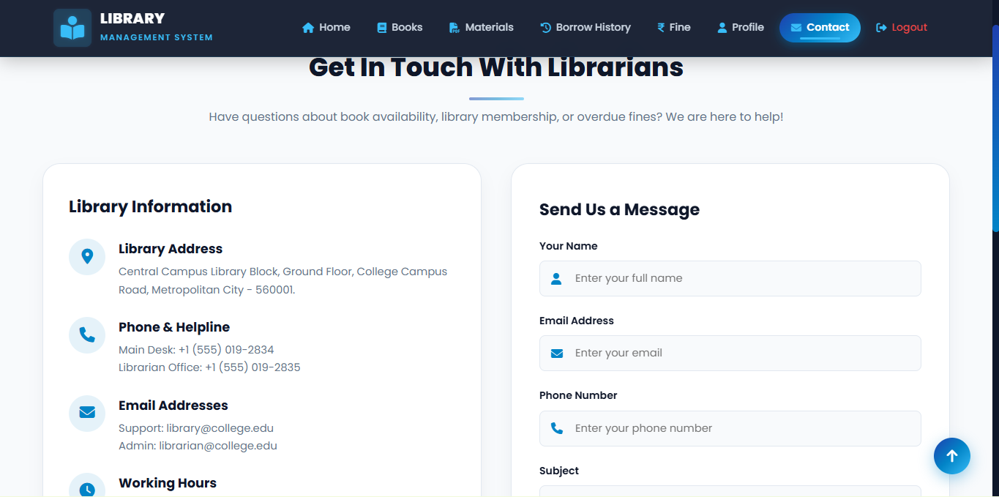 LIBRARY
MANAGEMENT SYSTEM
Home
Books
Materials
Borrow History
₹ Fine
Profile
Contact
Logout
Get In Touch With Librarians
Have questions about book availability, library membership, or overdue fines? We are here to help!
Library Information
Library Address
Central Campus Library Block, Ground Floor, College Campus
Road, Metropolitan City - 560001.
Phone & Helpline
Main Desk: +1 (555) 019-2834
Librarian Office: +1 (555) 019-2835
Email Addresses
Support: library@college.edu
Admin: librarian@college.edu
Working Hours
Send Us a Message
Your Name
Enter your full name
Email Address
Enter your email
Phone Number
Enter your phone number
Subject